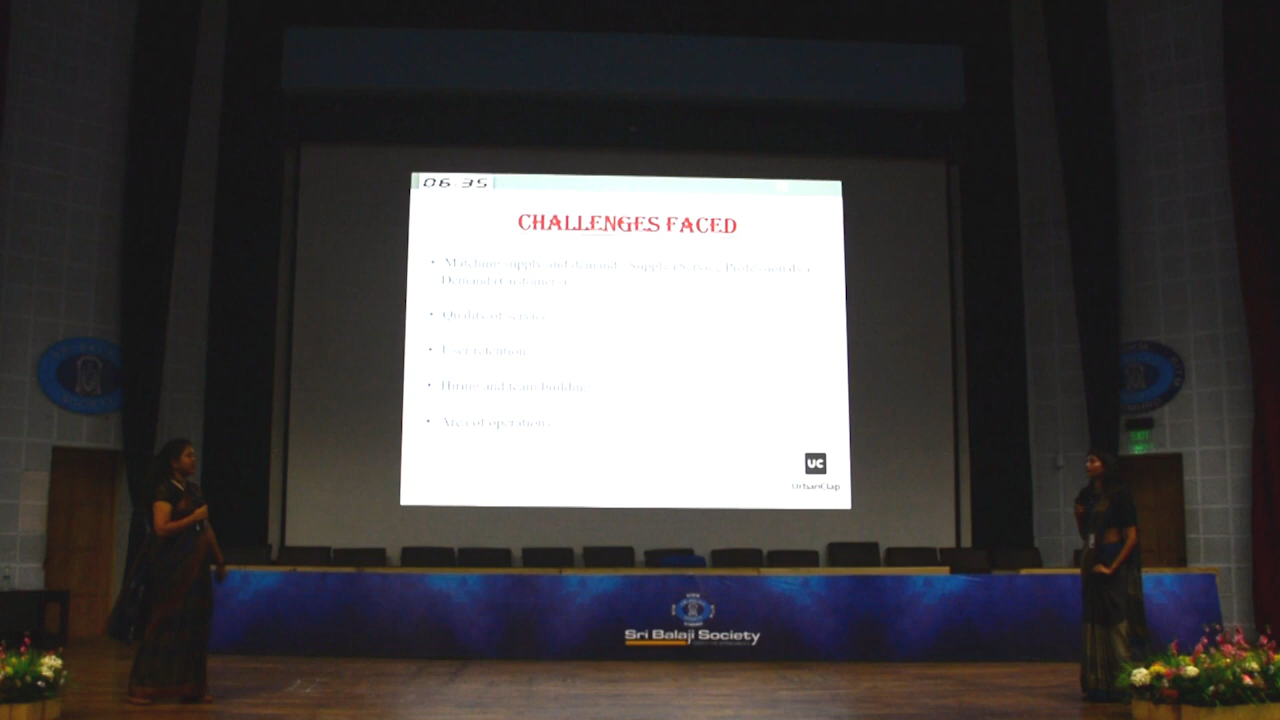 06:35
CHALLENGES FACED
• Matching supply and demand - Supply (Service Professionals)
Demand (Customers)
• Quality of service
• User retention
• Hiring and team building
• Area of operations
UC
UrbanClap
EXIT
Sri Balaji Society